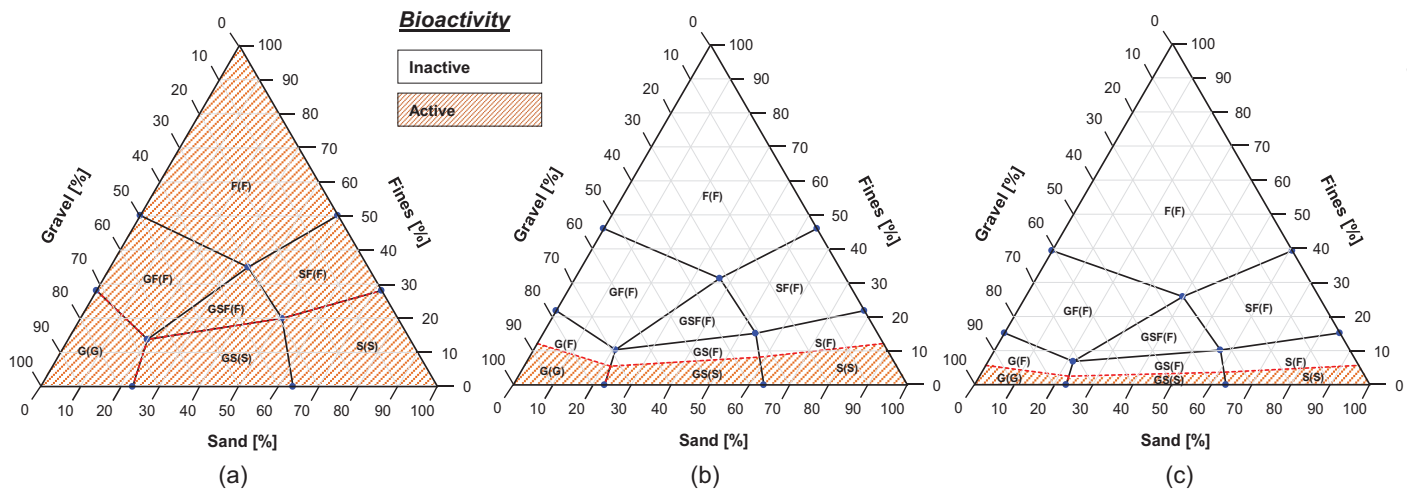 Bioactivity
Inactive
Active
0
10
20
30
40
50
60
70
80
90
100
Gravel [%]
100
90
80
70
60
50
40
30
20
10
0
Fines [%]
F(F)
GF(F)
SF(F)
GSF(F)
G(G)
GS(S)
S(S)
0
10
20
30
40
50
60
70
80
90
100
Sand [%]
(a)
0
10
20
30
40
50
60
70
80
90
100
Gravel [%]
100
90
80
70
60
50
40
30
20
10
0
Fines [%]
F(F)
GF(F)
SF(F)
GSF(F)
G(F)
GS(F)
S(F)
G(G)
GS(S)
S(S)
0
10
20
30
40
50
60
70
80
90
100
Sand [%]
(b)
0
10
20
30
40
50
60
70
80
90
100
Gravel [%]
100
90
80
70
60
50
40
30
20
10
0
Fines [%]
F(F)
GF(F)
SF(F)
GSF(F)
G(F)
GS(F)
S(F)
G(G)
GS(S)
S(S)
0
10
20
30
40
50
60
70
80
90
100
Sand [%]
(c)